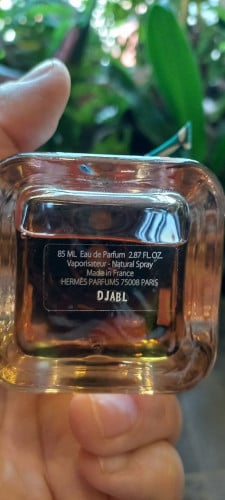 85 ML Eau de Parfum 2.87 FL.OZ.
Vaporisateur - Natural Spray
Made in France
HERMÈS PARFUMS 75008 PARIS
DJABL